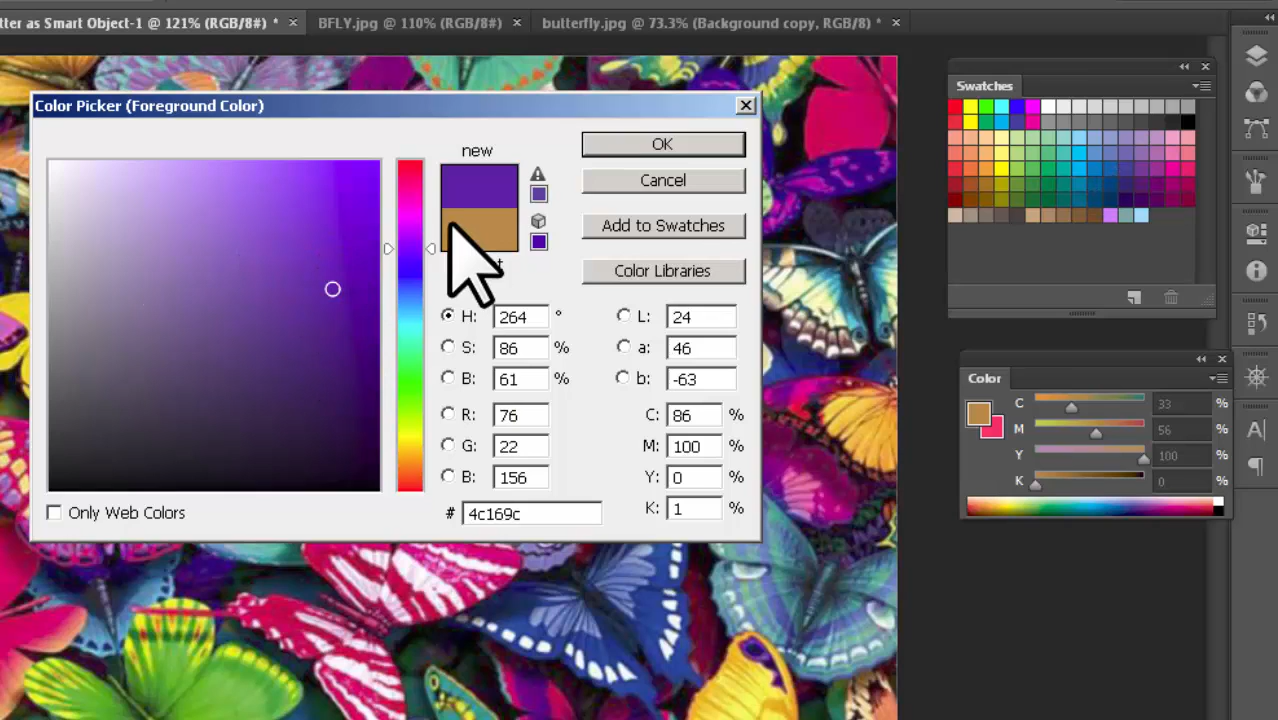 tter as Smart Object-1 @ 121% (RGB/8#) * ×
BFLY.jpg @ 110% (RGB/8#) ×
butterfly.jpg @ 73.3% (Background copy, RGB/8) * ×
Color Picker (Foreground Color)
new
OK
Cancel
Add to Swatches
Color Libraries
H: 264 °
S: 86 %
B: 61 %
R: 76
G: 22
B: 156
# 4c169c
L: 24
a: 46
b: -63
C: 86 %
M: 100 %
Y: 0 %
K: 1 %
Only Web Colors
Swatches
Color
C 33 %
M 56 %
Y 100 %
K 0 %
A|